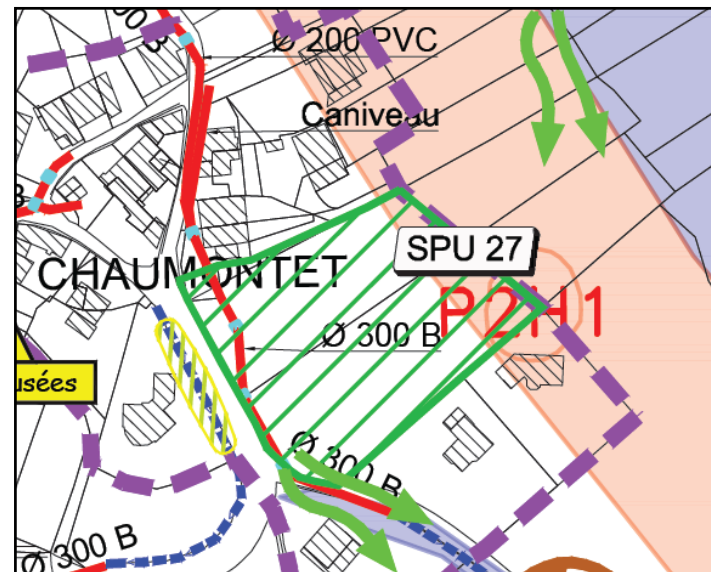 Ø 200 PVC
Caniveau
SPU 27
CHAUMONTET
P2H1
Ø 300 B
usées
Ø 300 B
Ø 300 B